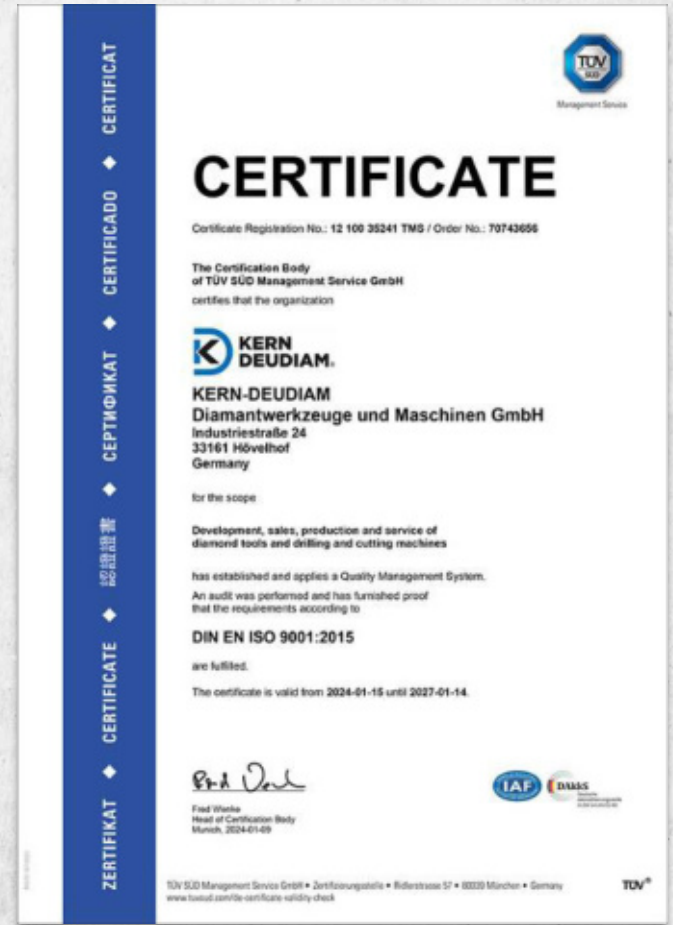 TÜV
SÜD
Management Service
CERTIFICATE
Certificate Registration No.: 12 100 35241 TMS / Order No.: 70743656
The Certification Body
of TÜV SÜD Management Service GmbH
certifies that the organization
KERN
DEUDIAM.
KERN-DEUDIAM
Diamantwerkzeuge und Maschinen GmbH
Industriestraße 24
33161 Hövelhof
Germany
for the scope
Development, sales, production and service of
diamond tools and drilling and cutting machines
has established and applies a Quality Management System.
An audit was performed and has furnished proof
that the requirements according to
DIN EN ISO 9001:2015
are fulfilled.
The certificate is valid from 2024-01-15 until 2027-01-14.
Fred Wenke
Head of Certification Body
Munich, 2024-01-09
IAF
DAkkS
TÜV SÜD Management Service GmbH • Zertifizierungsstelle • Ridlerstrasse 57 • 80339 München • Germany
www.tuvsud.com/de-certificate-validity-check
TÜV®
ZERTIFIKAT ◆ CERTIFICATE ◆ 認證證書 ◆ СЕРТИФИКАТ ◆ CERTIFICADO ◆ CERTIFICAT